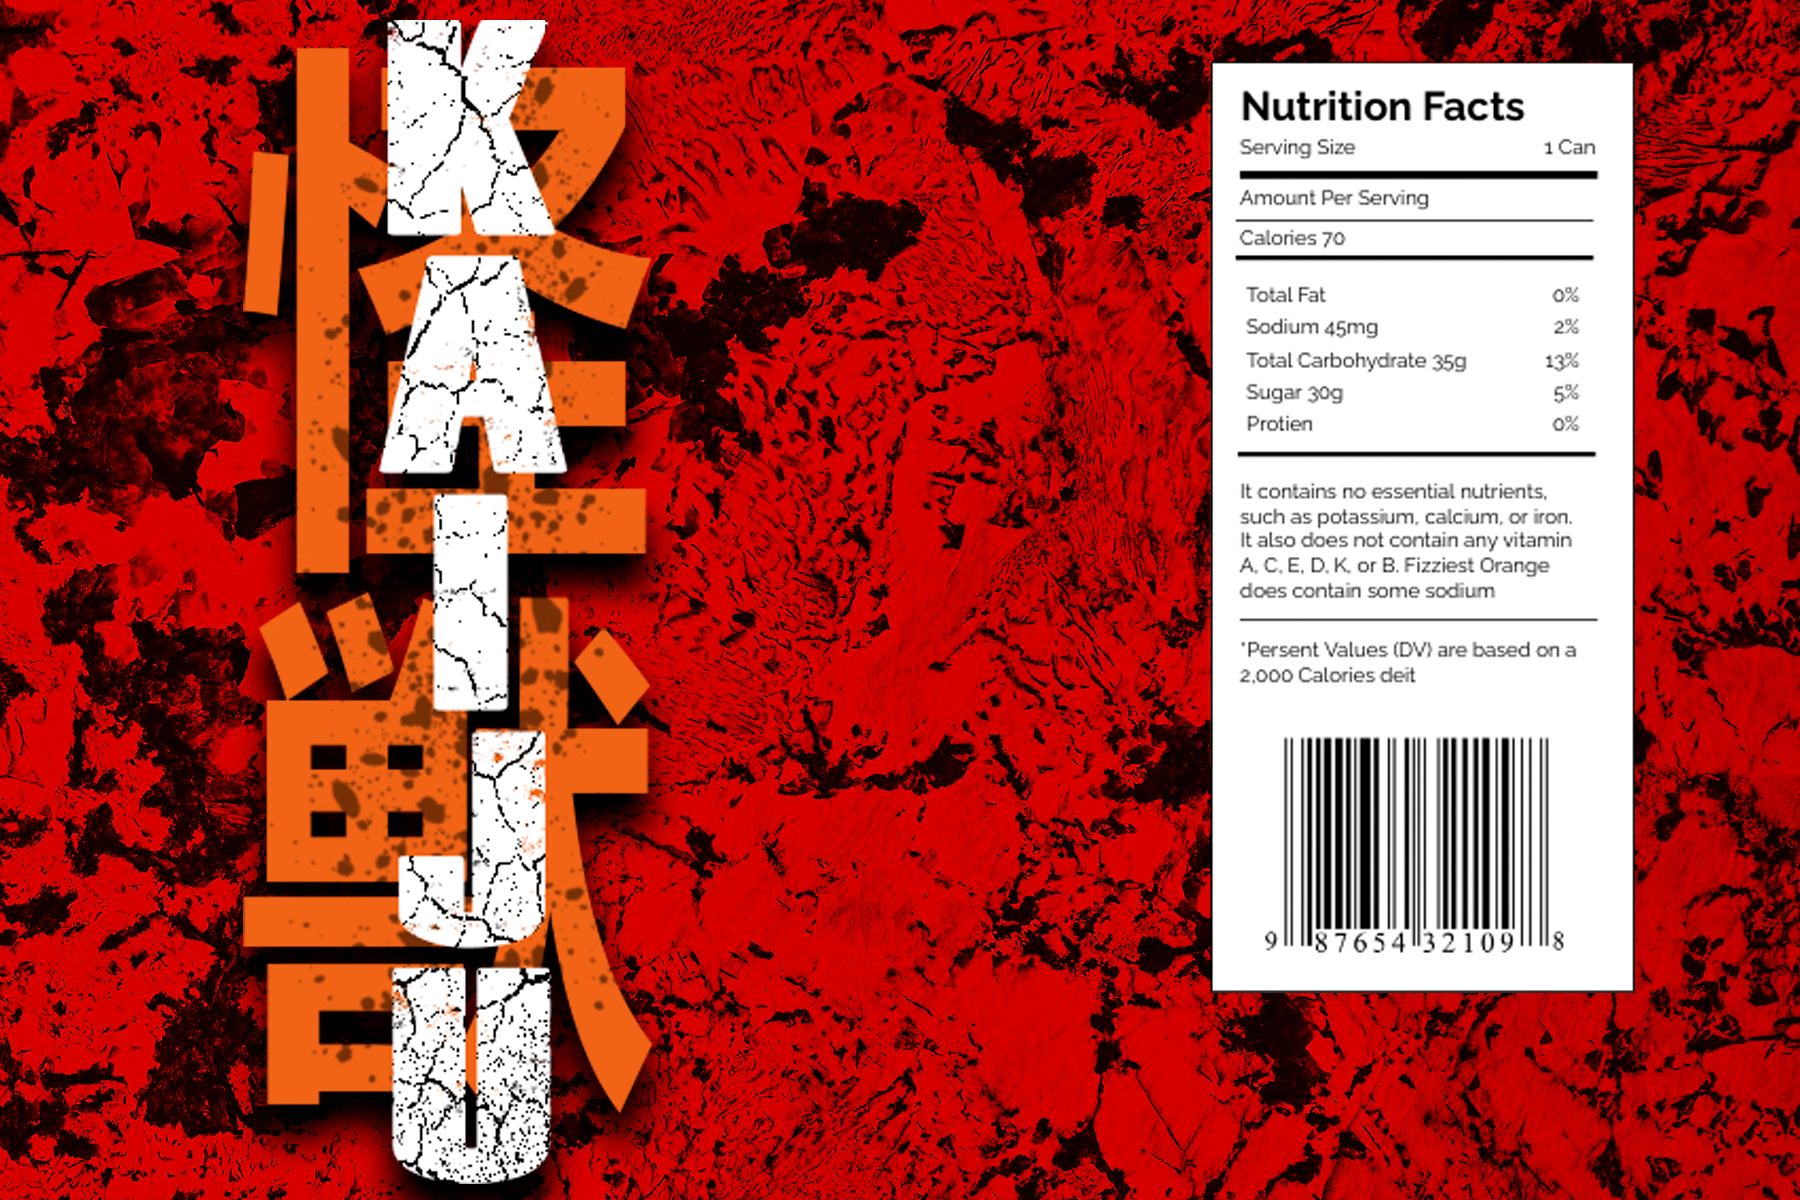 怪獣
KAIJU
Nutrition Facts
Serving Size 1 Can
Amount Per Serving
Calories 70
Total Fat 0%
Sodium 45mg 2%
Total Carbohydrate 35g 13%
Sugar 30g 5%
Protien 0%
It contains no essential nutrients,
such as potassium, calcium, or iron.
It also does not contain any vitamin
A, C, E, D, K, or B. Fizziest Orange
does contain some sodium
*Persent Values (DV) are based on a
2,000 Calories deit
9 87654 32109 8